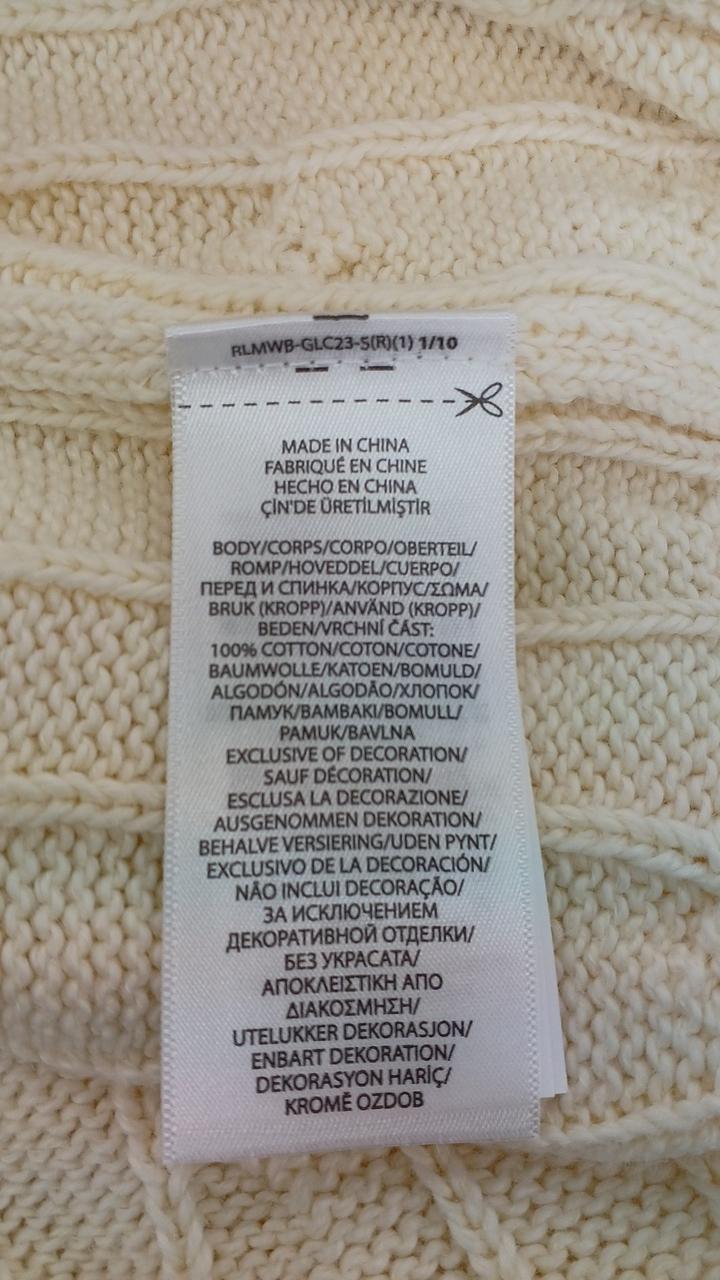 RLMWB-GLC23-S(R)(1) 1/10
MADE IN CHINA
FABRIQUÉ EN CHINE
HECHO EN CHINA
ÇİN'DE ÜRETİLMİŞTİR
BODY/CORPS/CORPO/OBERTEIL/
ROMP/HOVEDDEL/CUERPO/
ПЕРЕД И СПИНКА/КОРПУС/ΣΩΜΑ/
BRUK (KROPP)/ANVÄND (KROPP)/
BEDEN/VRCHNÍ ČÁST:
100% COTTON/COTON/COTONE/
BAUMWOLLE/KATOEN/BOMULD/
ALGODÓN/ALGODÃO/ХЛОПОК/
ПАМУК/ΒΑΜΒΑΚΙ/BOMULL/
PAMUK/BAVLNA
EXCLUSIVE OF DECORATION/
SAUF DÉCORATION/
ESCLUSA LA DECORAZIONE/
AUSGENOMMEN DEKORATION/
BEHALVE VERSIERING/UDEN PYNT/
EXCLUSIVO DE LA DECORACIÓN/
NÃO INCLUI DECORAÇÃO/
ЗА ИСКЛЮЧЕНИЕМ
ДЕКОРАТИВНОЙ ОТДЕЛКИ/
БЕЗ УКРАСАТА/
ΑΠΟΚΛΕΙΣΤΙΚΗ ΑΠΟ
ΔΙΑΚΟΣΜΗΣΗ/
UTELUKKER DEKORASJON/
ENBART DEKORATION/
DEKORASYON HARİÇ/
KROMĚ OZDOB